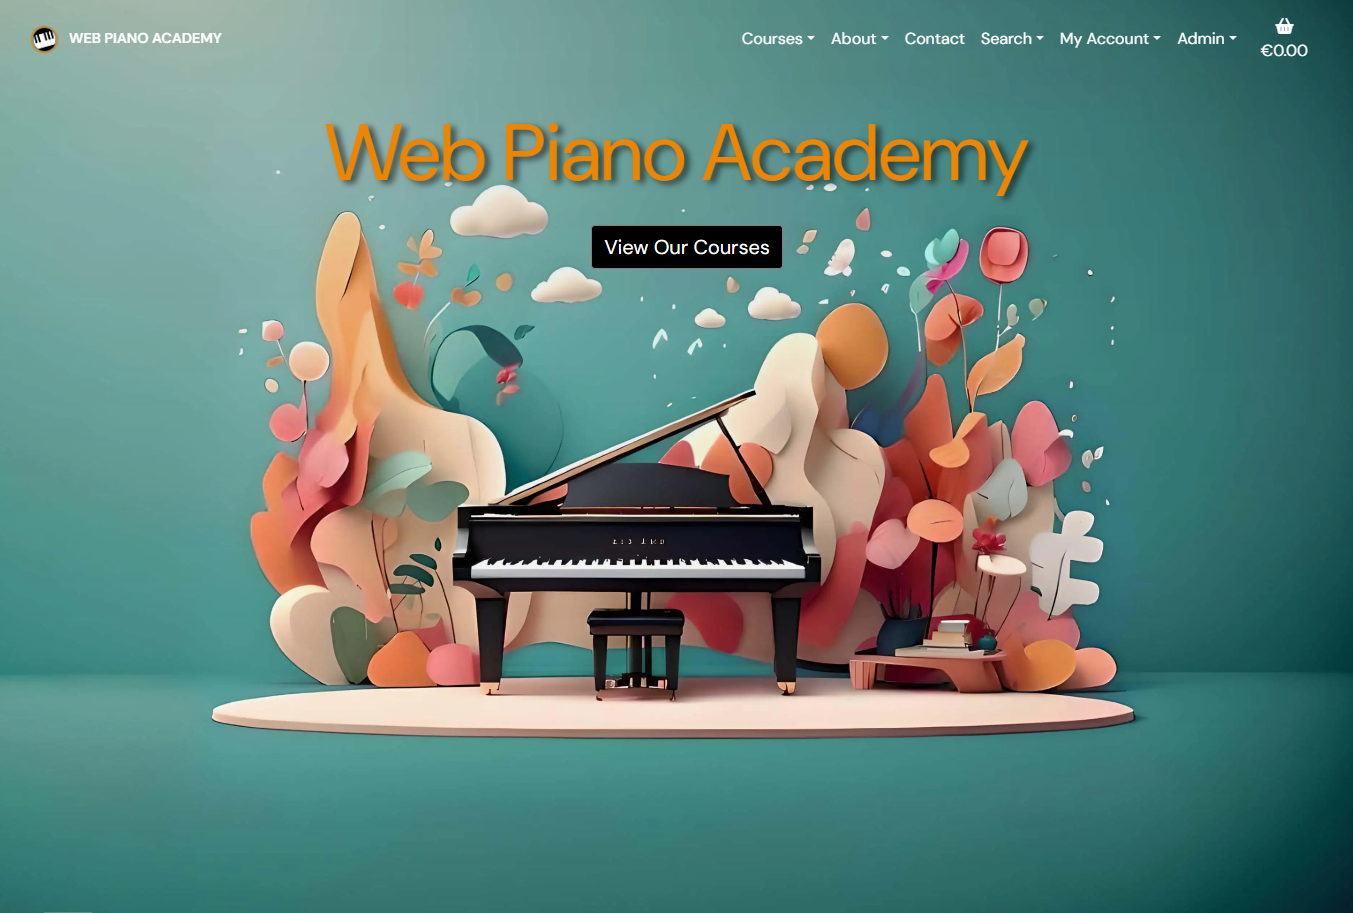 WEB PIANO ACADEMY
Courses About Contact Search My Account Admin
€0.00
Web Piano Academy
View Our Courses